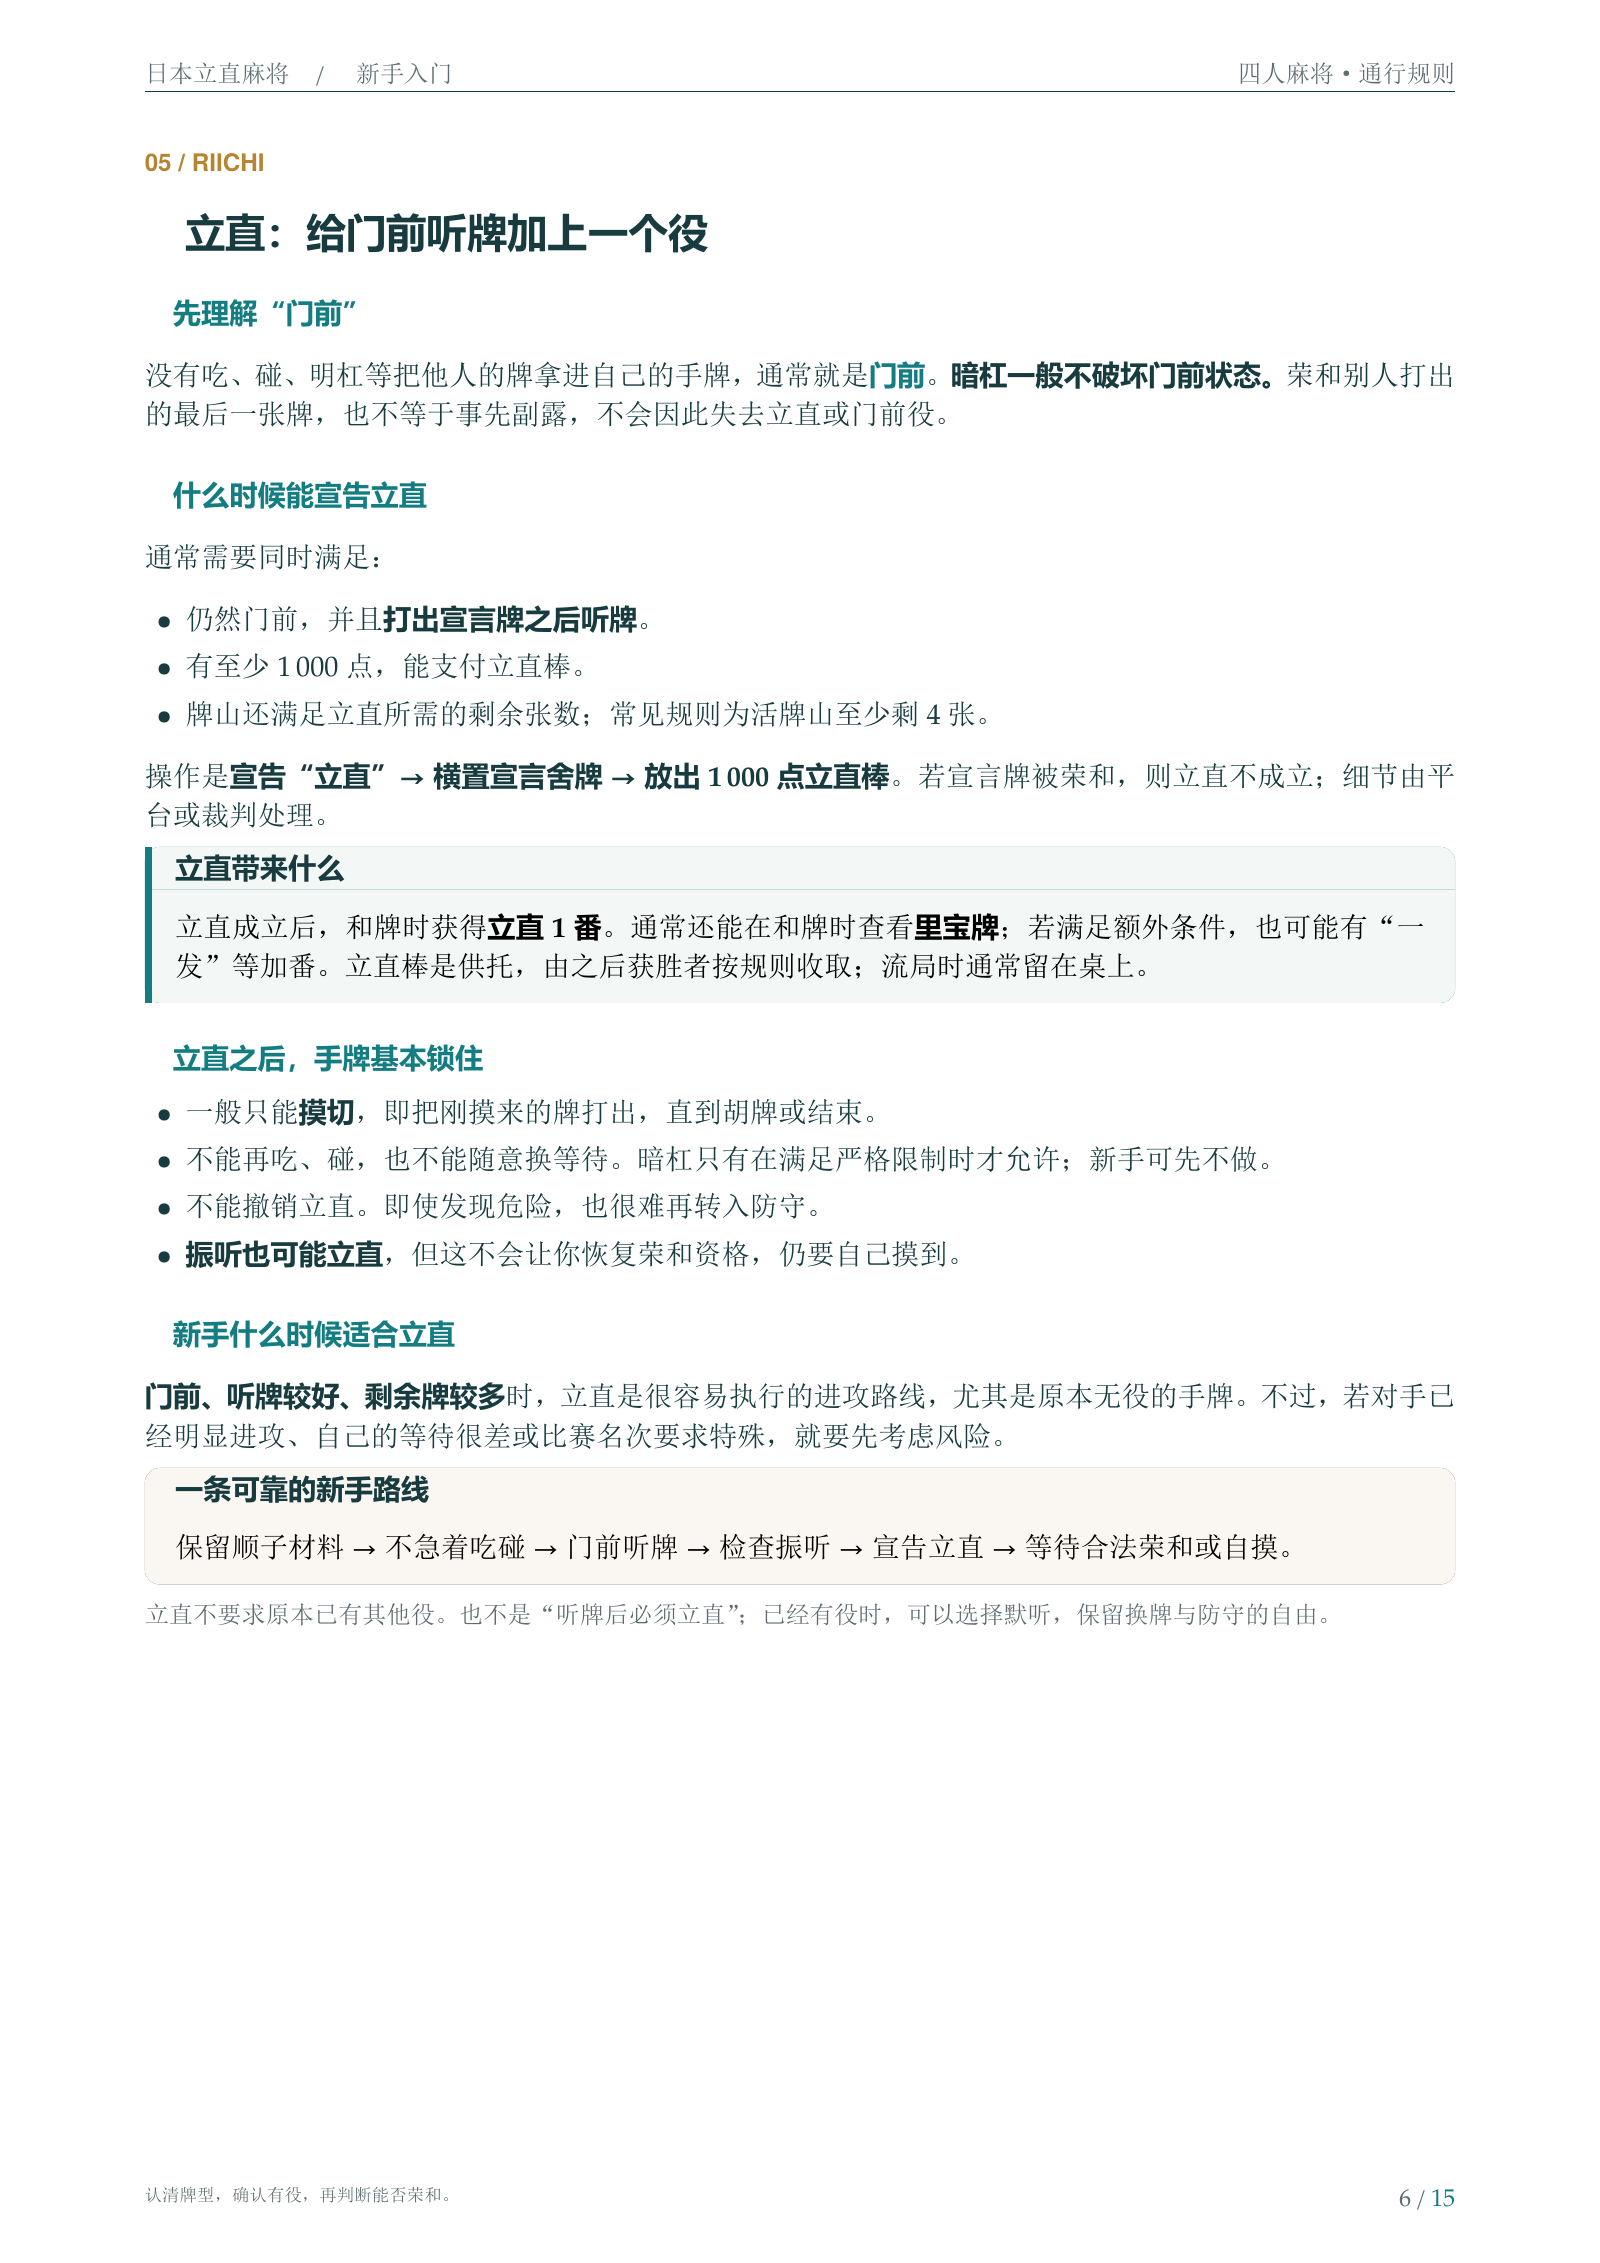 日本立直麻将 / 新手入门
四人麻将・通行规则
05 / RIICHI
立直：给门前听牌加上一个役
先理解“门前”
没有吃、碰、明杠等把他人的牌拿进自己的手牌，通常就是门前。暗杠一般不破坏门前状态。荣和别人打出
的最后一张牌，也不等于事先副露，不会因此失去立直或门前役。
什么时候能宣告立直
通常需要同时满足：
• 仍然门前，并且打出宣言牌之后听牌。
• 有至少 1 000 点，能支付立直棒。
• 牌山还满足立直所需的剩余张数；常见规则为活牌山至少剩 4 张。
操作是宣告“立直” → 横置宣言舍牌 → 放出 1 000 点立直棒。若宣言牌被荣和，则立直不成立；细节由平
台或裁判处理。
立直带来什么
立直成立后，和牌时获得立直 1 番。通常还能在和牌时查看里宝牌；若满足额外条件，也可能有“一
发”等加番。立直棒是供托，由之后获胜者按规则收取；流局时通常留在桌上。
立直之后，手牌基本锁住
• 一般只能摸切，即把刚摸来的牌打出，直到胡牌或结束。
• 不能再吃、碰，也不能随意换等待。暗杠只有在满足严格限制时才允许；新手可先不做。
• 不能撤销立直。即使发现危险，也很难再转入防守。
• 振听也可能立直，但这不会让你恢复荣和资格，仍要自己摸到。
新手什么时候适合立直
门前、听牌较好、剩余牌较多时，立直是很容易执行的进攻路线，尤其是原本无役的手牌。不过，若对手已
经明显进攻、自己的等待很差或比赛名次要求特殊，就要先考虑风险。
一条可靠的新手路线
保留顺子材料 → 不急着吃碰 → 门前听牌 → 检查振听 → 宣告立直 → 等待合法荣和或自摸。
立直不要求原本已有其他役。也不是“听牌后必须立直”；已经有役时，可以选择默听，保留换牌与防守的自由。
认清牌型，确认有役，再判断能否荣和。
6 / 15